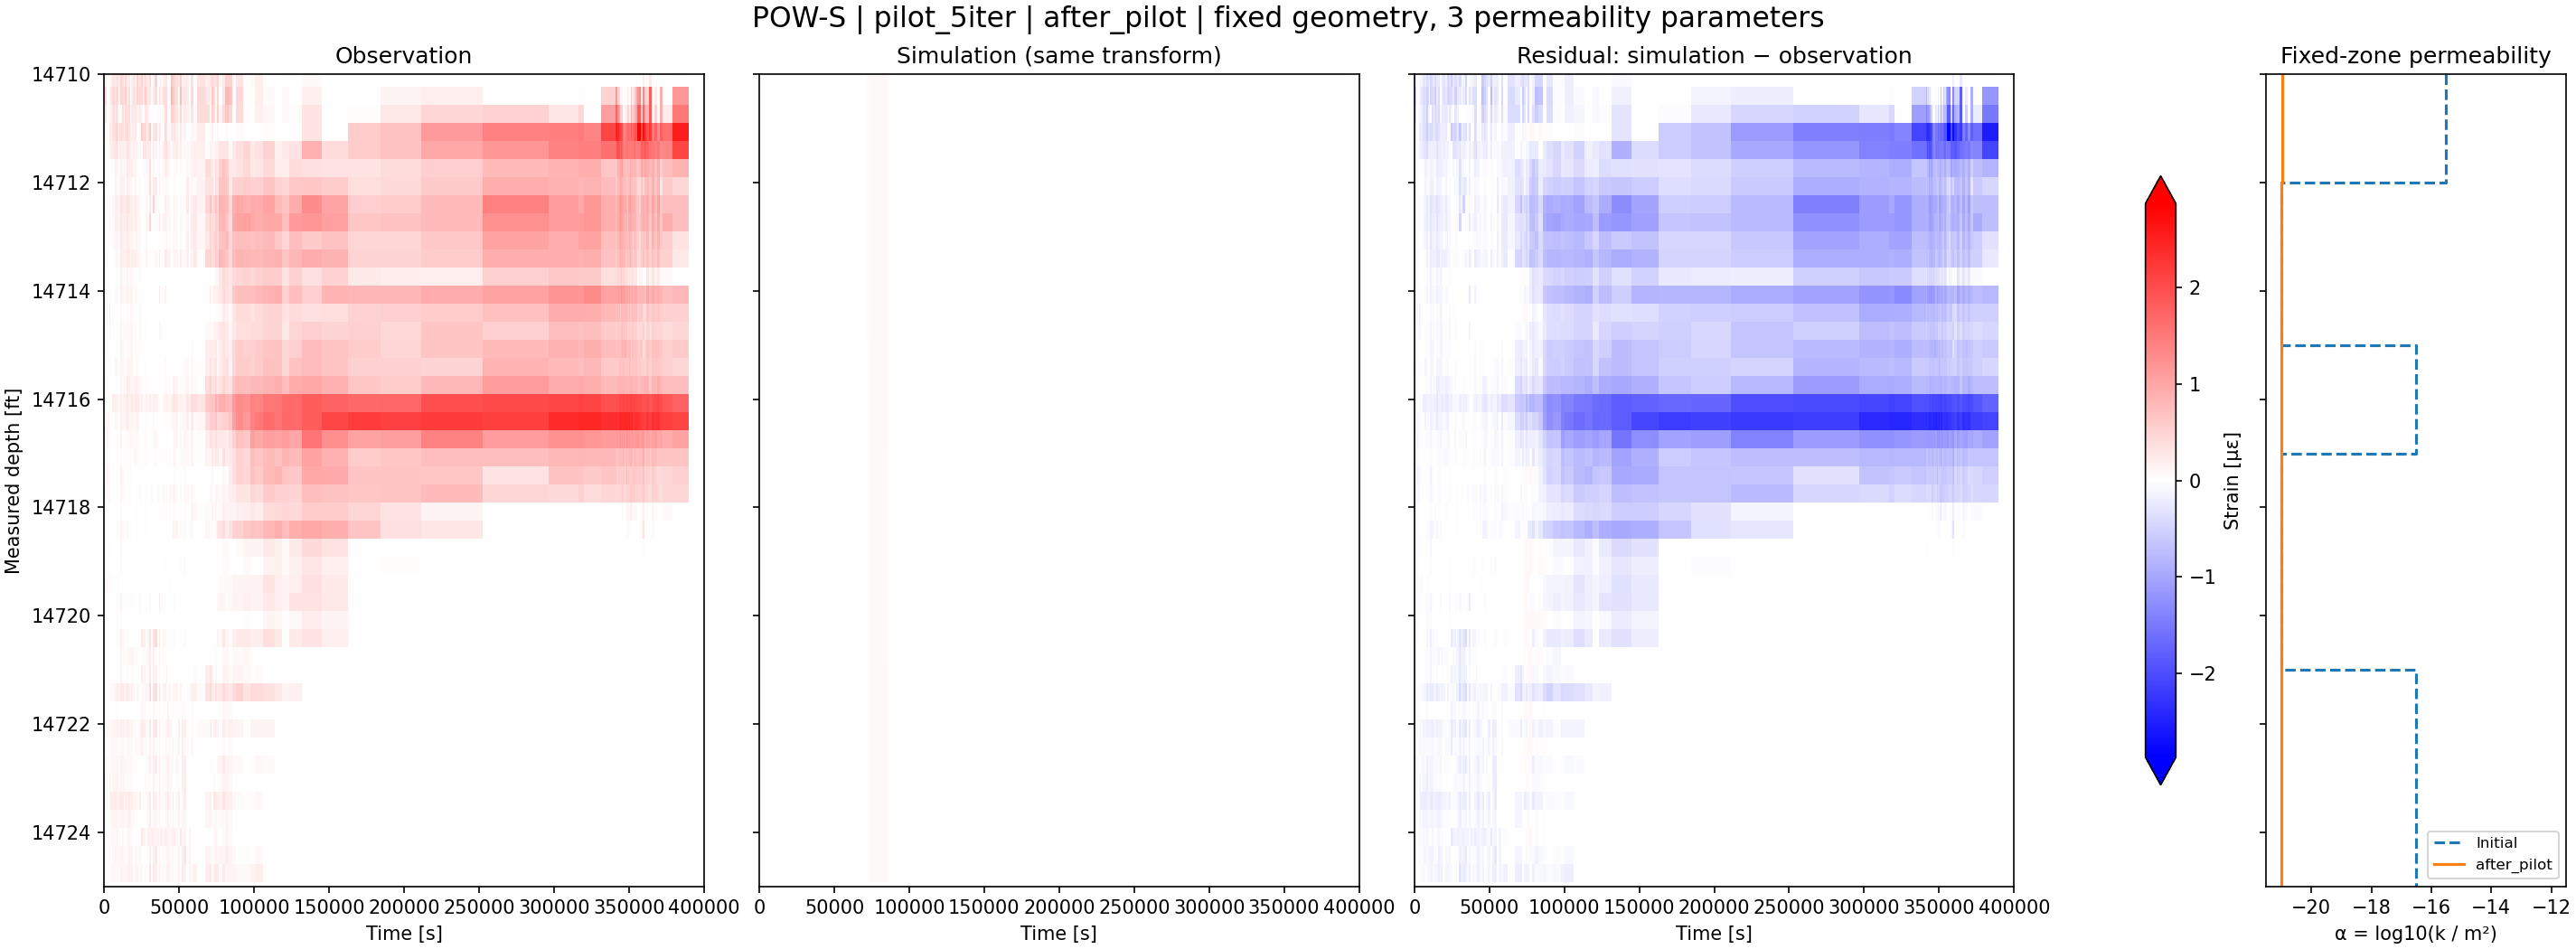 POW-S | pilot_5iter | after_pilot | fixed geometry, 3 permeability parameters
Observation
Simulation (same transform)
Residual: simulation − observation
Fixed-zone permeability
Measured depth [ft]
14710
14712
14714
14716
14718
14720
14722
14724
0 50000 100000 150000 200000 250000 300000 350000 400000
Time [s]
0 50000 100000 150000 200000 250000 300000 350000 400000
Time [s]
0 50000 100000 150000 200000 250000 300000 350000 400000
Time [s]
2
1
0
−1
−2
Strain [με]
Initial
after_pilot
−20 −18 −16 −14 −12
α = log10(k / m²)